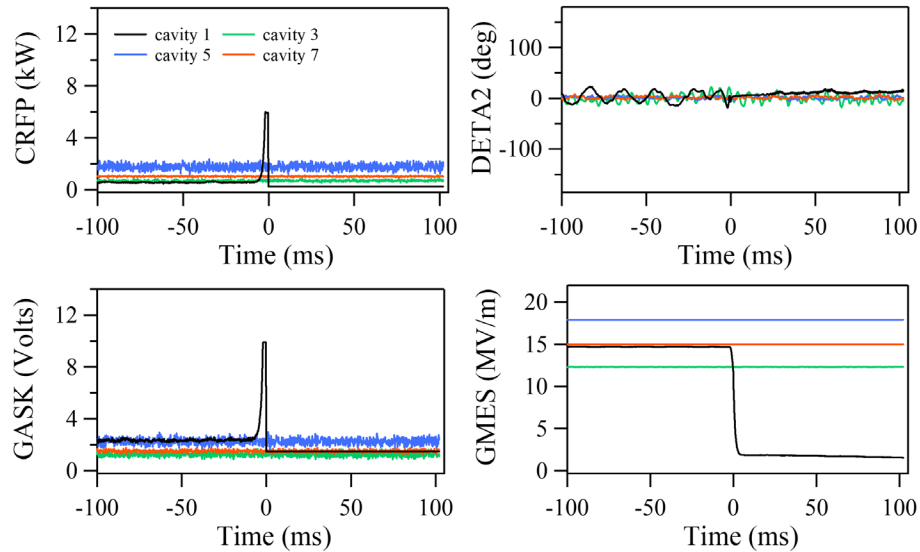 CRFP (kW)
12
8
4
0
cavity 1 cavity 3
cavity 5 cavity 7
-100 -50 0 50 100
Time (ms)
DETA2 (deg)
100
0
-100
-100 -50 0 50 100
Time (ms)
GASK (Volts)
12
8
4
0
-100 -50 0 50 100
Time (ms)
GMES (MV/m)
20
15
10
5
0
-100 -50 0 50 100
Time (ms)